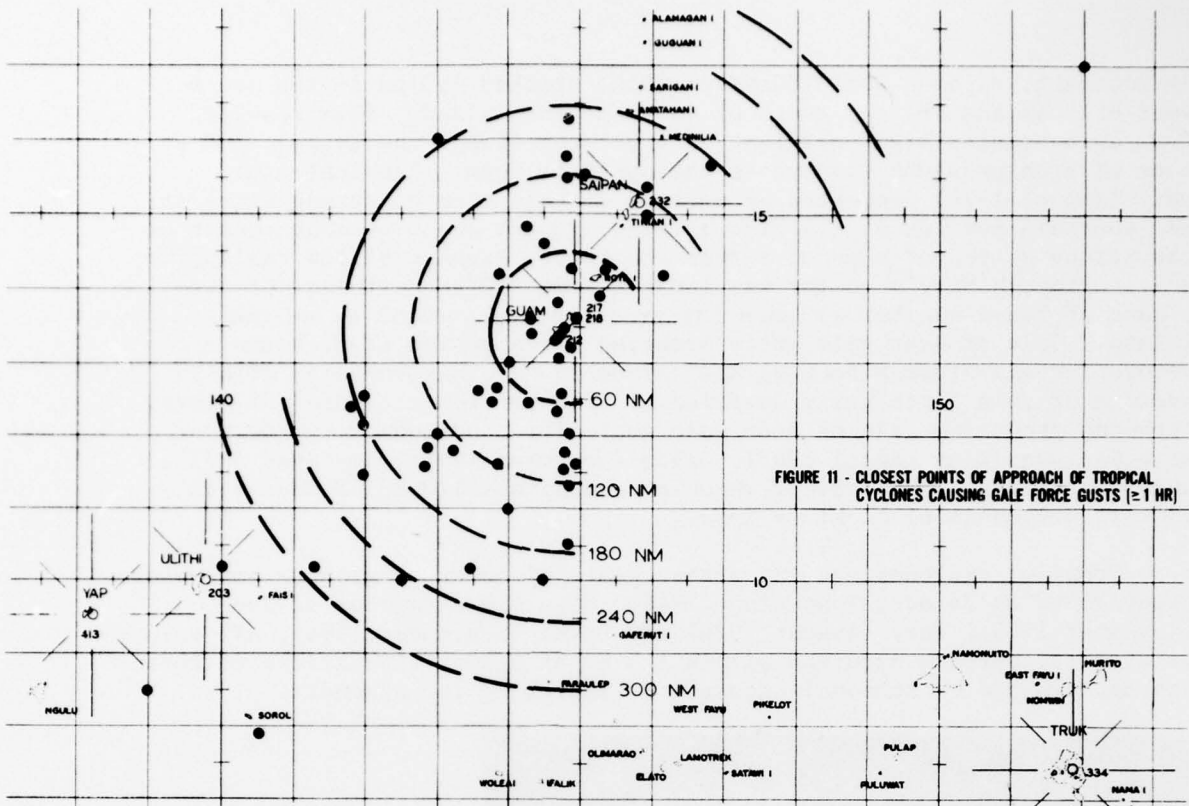 ALAMAGAN I
GUGUAN I
SARIGAN I
ANATAHAN I
MEDINILIA
SAIPAN
232
TINIAN I
15
ROTA I
GUAM
217
218
212
140
60 NM
150
FIGURE 11 - CLOSEST POINTS OF APPROACH OF TROPICAL
CYCLONES CAUSING GALE FORCE GUSTS (≥ 1 HR)
120 NM
180 NM
ULITHI
10
YAP
203
FAIS I
413
240 NM
GAFERUT I
NAMONUITO
EAST FAYU I
MURITO
NOMWIN
300 NM
FARAULEP
NGULU
SOROL
WEST FAYU
PIKELOT
TRUK
OLIMARAO
LAMOTREK
PULAP
334
WOLEAI
IFALIK
ELATO
SATAWI I
PULUWAT
NAMA I